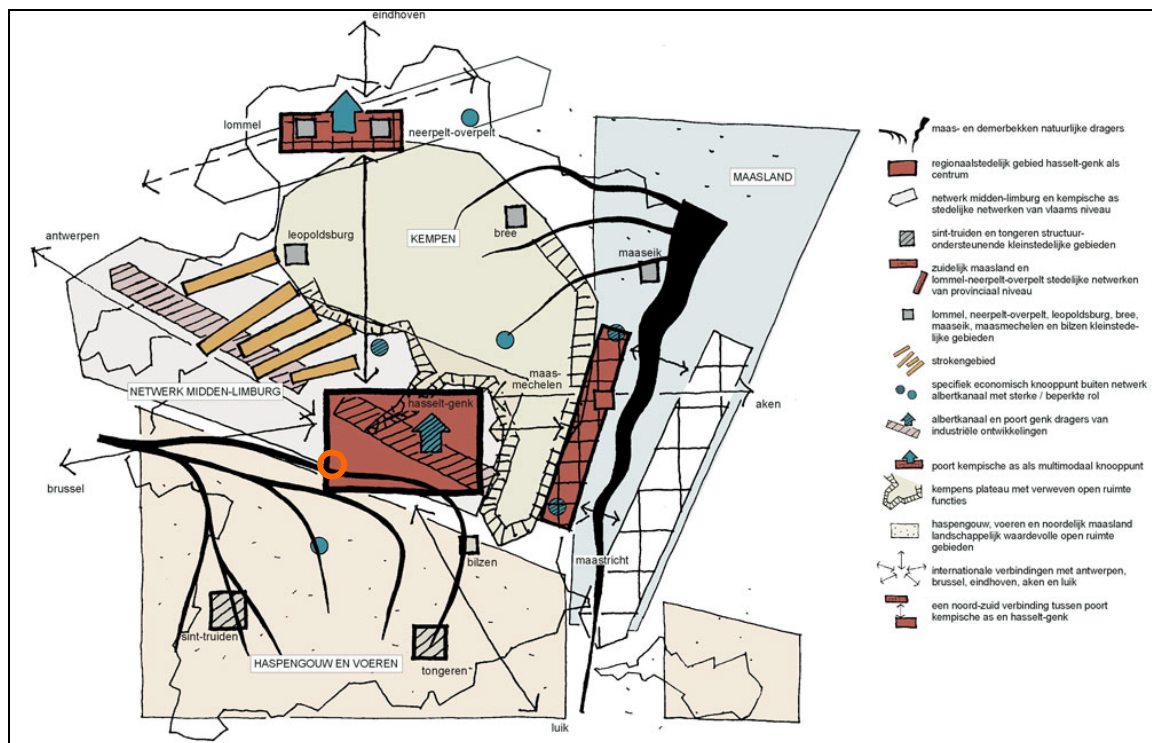 eindhoven
lommel
neerpelt-overpelt
MAASLAND
antwerpen
leopoldsburg
KEMPEN
bree
maaseik
NETWERK MIDDEN-LIMBURG
maas-
mechelen
hasselt-genk
aken
brussel
bilzen
maastricht
sint-truiden
HASPENGOUW EN VOEREN
tongeren
luik
maas- en demerbekken natuurlijke dragers
regionaalstedelijk gebied hasselt-genk als
centrum
netwerk midden-limburg en kempische as
stedelijke netwerken van vlaams niveau
sint-truiden en tongeren structuur-
ondersteunende kleinstedelijke gebieden
zuidelijk maasland en
lommel-neerpelt-overpelt stedelijke netwerken
van provinciaal niveau
lommel, neerpelt-overpelt, leopoldsburg, bree,
maaseik, maasmechelen en bilzen kleinstede-
lijke gebieden
strokengebied
specifiek economisch knooppunt buiten netwerk
albertkanaal met sterke / beperkte rol
albertkanaal en poort genk dragers van
industriële ontwikkelingen
poort kempische as als multimodaal knooppunt
kempens plateau met verweven open ruimte
functies
haspengouw, voeren en noordelijk maasland
landschappelijk waardevolle open ruimte
gebieden
internationale verbindingen met antwerpen,
brussel, eindhoven, aken en luik
een noord-zuid verbinding tussen poort
kempische as en hasselt-genk